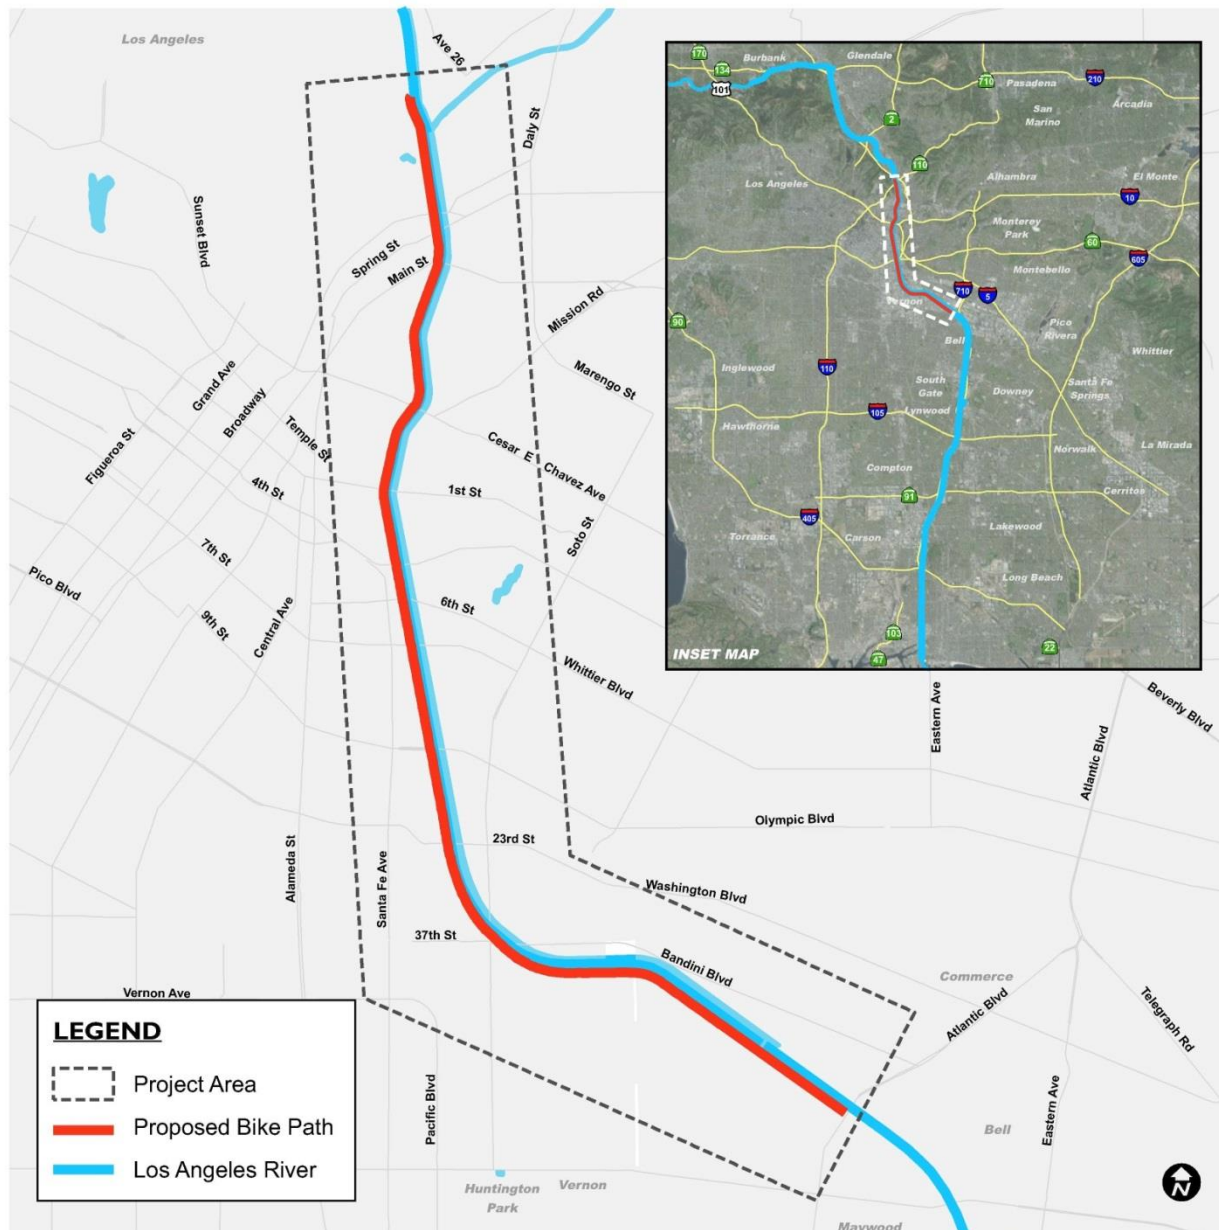 Los Angeles
Ave 26
Daly St
Sunset Blvd
Spring St
Main St
Mission Rd
Marengo St
Grand Ave
Broadway
Temple St
Figueroa St
4th St
Cesar E Chavez Ave
1st St
Soto St
7th St
Pico Blvd
9th St
Central Ave
6th St
Whittier Blvd
Eastern Ave
Beverly Blvd
Atlantic Blvd
Olympic Blvd
23rd St
Alameda St
Santa Fe Ave
Washington Blvd
37th St
Bandini Blvd
Commerce
Atlantic Blvd
Telegraph Rd
Vernon Ave
Pacific Blvd
Eastern Ave
Bell
Huntington
Park
Vernon
Maywood
LEGEND
Project Area
Proposed Bike Path
Los Angeles River
N
170
Burbank
Glendale
134
101
710
Pasadena
210
San
Marino
Arcadia
2
110
Los Angeles
Alhambra
El Monte
10
Monterey
Park
60
605
Montebello
710
5
Vernon
90
Bell
Pico
Rivera
Whittier
Inglewood
110
South
Gate
Downey
Santa Fe
Springs
105
Lynwood
Hawthorne
Norwalk
La Mirada
Compton
91
Cerritos
405
Lakewood
Torrance
Carson
Long Beach
103
22
47
INSET MAP